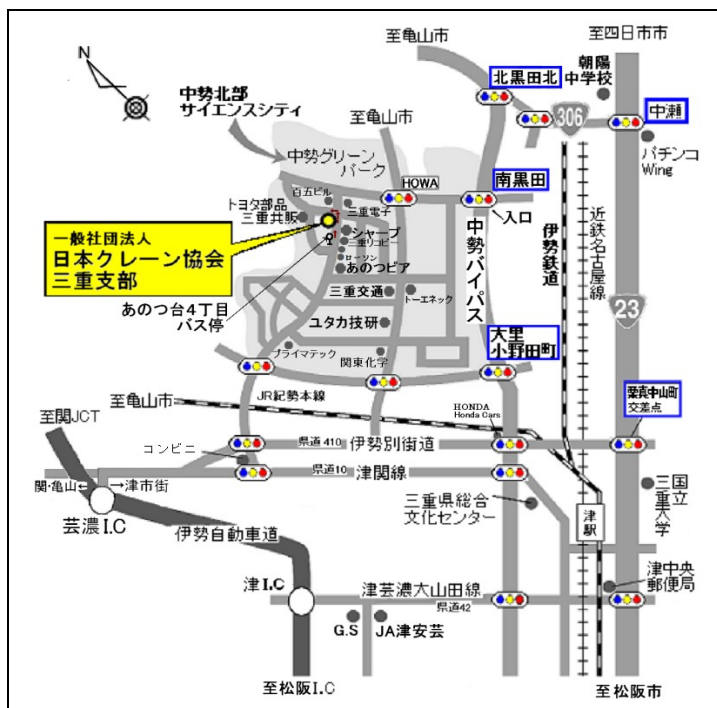 N
至亀山市
至四日市市
朝陽
中学校
北黒田北
306
中瀬
パチンコ
Wing
中勢北部
サイエンスシティ
至亀山市
中勢グリーン
パーク
HOWA
南黒田
入口
百五ビル
トヨタ部品
三重共販
三重電子
シャープ
三重リコピー
ローソン
あのつピア
一般社団法人
日本クレーン協会
三重支部
あのつ台4丁目
バス停
三重交通
トーエネック
ユタカ技研
プライマテック
関東化学
中勢バイパス
伊勢鉄道
近鉄名古屋線
23
大里
小野田町
栗真中山町
交差点
JR紀勢本線
至亀山市
至関JCT
HONDA
Honda Cars
コンビニ
県道410
伊勢別街道
県道10
津関線
関・亀山←
→津市街
芸濃I.C
伊勢自動車道
三重県総合
文化センター
津駅
三重大学
国立
津I.C
津芸濃大山田線
県道42
津中央
郵便局
G.S
JA津安芸
至松阪I.C
至松阪市